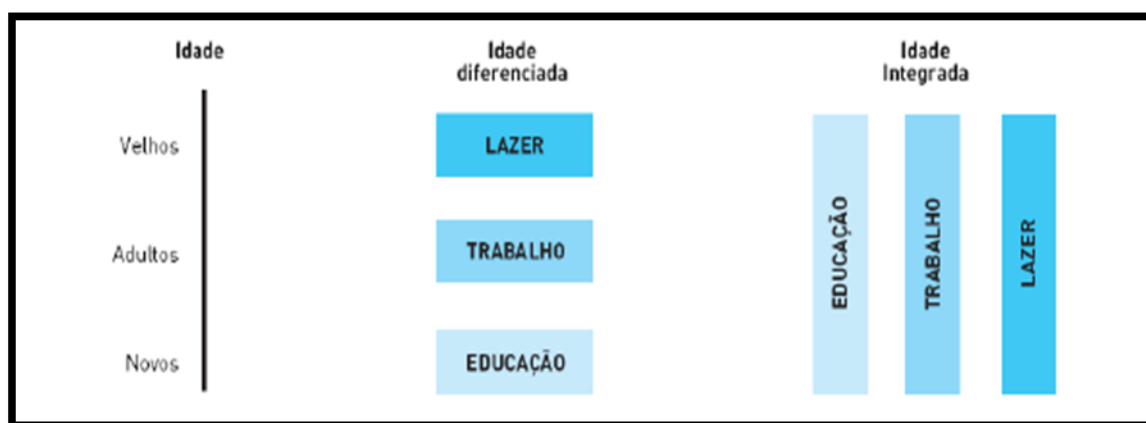 Idade
Idade
diferenciada
Idade
Integrada
Velhos
LAZER
Adultos
TRABALHO
Novos
EDUCAÇÃO
EDUCAÇÃO
TRABALHO
LAZER